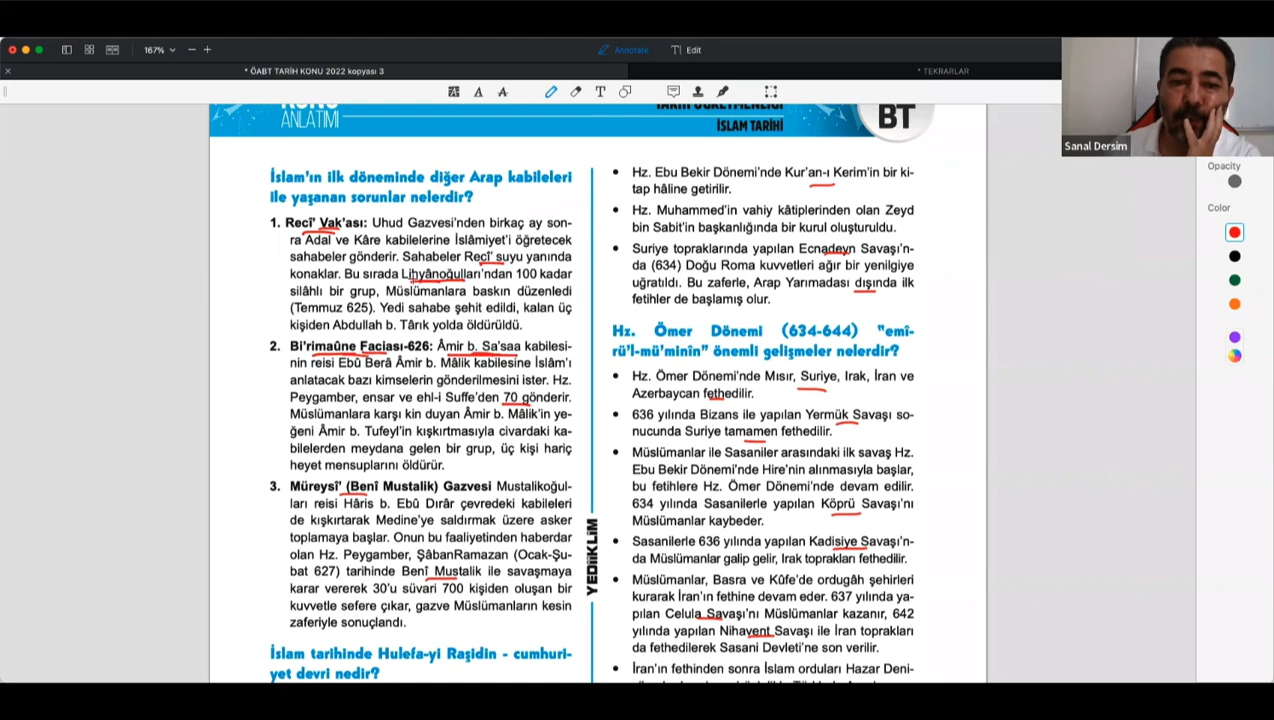 167%
Annotate
Edit
* ÖABT TARİH KONU 2022 kopyası 3
* TEKRARLAR
Sanal Dersim
Opacity
Color
KONU
ANLATIMI
TARİH ÖĞRETMENLİĞİ
İSLAM TARİHİ
BT
İslam'ın ilk döneminde diğer Arap kabileleri
ile yaşanan sorunlar nelerdir?
1. Recî' Vak'ası: Uhud Gazvesi'nden birkaç ay son-
ra Adal ve Kâre kabilelerine İslâmiyet'i öğretecek
sahabeler gönderir. Sahabeler Recî' suyu yanında
konaklar. Bu sırada Lihyânoğulları'ndan 100 kadar
silâhlı bir grup, Müslümanlara baskın düzenledi
(Temmuz 625). Yedi sahabe şehit edildi, kalan üç
kişiden Abdullah b. Târık yolda öldürüldü.
2. Bi'rimaûne Faciası-626: Âmir b. Sa'saa kabilesi-
nin reisi Ebû Berâ Âmir b. Mâlik kabilesine İslâm'ı
anlatacak bazı kimselerin gönderilmesini ister. Hz.
Peygamber, ensar ve ehl-i Suffe'den 70 gönderir.
Müslümanlara karşı kin duyan Âmir b. Mâlik'in ye-
ğeni Âmir b. Tufeyl'in kışkırtmasıyla civardaki ka-
bilelerden meydana gelen bir grup, üç kişi hariç
heyet mensuplarını öldürür.
3. Müreysî' (Benî Mustalik) Gazvesi Mustalikoğul-
ları reisi Hâris b. Ebû Dırâr çevredeki kabileleri
de kışkırtarak Medine'ye saldırmak üzere asker
toplamaya başlar. Onun bu faaliyetinden haberdar
olan Hz. Peygamber, ŞâbanRamazan (Ocak-Şu-
bat 627) tarihinde Benî Mustalik ile savaşmaya
karar vererek 30'u süvari 700 kişiden oluşan bir
kuvvetle sefere çıkar, gazve Müslümanların kesin
zaferiyle sonuçlandı.
İslam tarihinde Hulefa-yi Raşidin - cumhuri-
yet devri nedir?
YEDİİKLİM
• Hz. Ebu Bekir Dönemi'nde Kur'an-ı Kerim'in bir ki-
tap hâline getirilir.
• Hz. Muhammed'in vahiy kâtiplerinden olan Zeyd
bin Sabit'in başkanlığında bir kurul oluşturuldu.
• Suriye topraklarında yapılan Ecnadeyn Savaşı'n-
da (634) Doğu Roma kuvvetleri ağır bir yenilgiye
uğratıldı. Bu zaferle, Arap Yarımadası dışında ilk
fetihler de başlamış olur.
Hz. Ömer Dönemi (634-644) "emî-
rü'l-mü'minîn" önemli gelişmeler nelerdir?
• Hz. Ömer Dönemi'nde Mısır, Suriye, Irak, İran ve
Azerbaycan fethedilir.
• 636 yılında Bizans ile yapılan Yermük Savaşı so-
nucunda Suriye tamamen fethedilir.
• Müslümanlar ile Sasaniler arasındaki ilk savaş Hz.
Ebu Bekir Dönemi'nde Hire'nin alınmasıyla başlar,
bu fetihlere Hz. Ömer Dönemi'nde devam edilir.
634 yılında Sasanilerle yapılan Köprü Savaşı'nı
Müslümanlar kaybeder.
• Sasanilerle 636 yılında yapılan Kadisiye Savaşı'n-
da Müslümanlar galip gelir, Irak toprakları fethedilir.
• Müslümanlar, Basra ve Kûfe'de ordugâh şehirleri
kurarak İran'ın fethine devam eder. 637 yılında ya-
pılan Celula Savaşı'nı Müslümanlar kazanır, 642
yılında yapılan Nihavent Savaşı ile İran toprakları
da fethedilerek Sasani Devleti'ne son verilir.
• İran'ın fethinden sonra İslam orduları Hazar Deni-